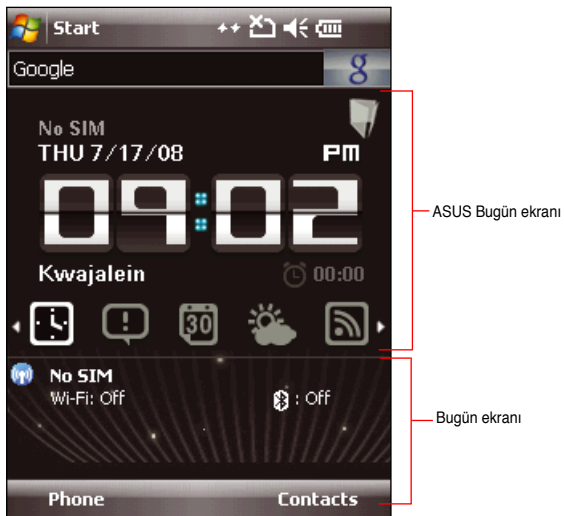 Start
Google
g
No SIM
THU 7/17/08 PM
09:02
ASUS Bugün ekranı
Kwajalein 00:00
30
No SIM
Wi-Fi: Off : Off
Bugün ekranı
Phone Contacts